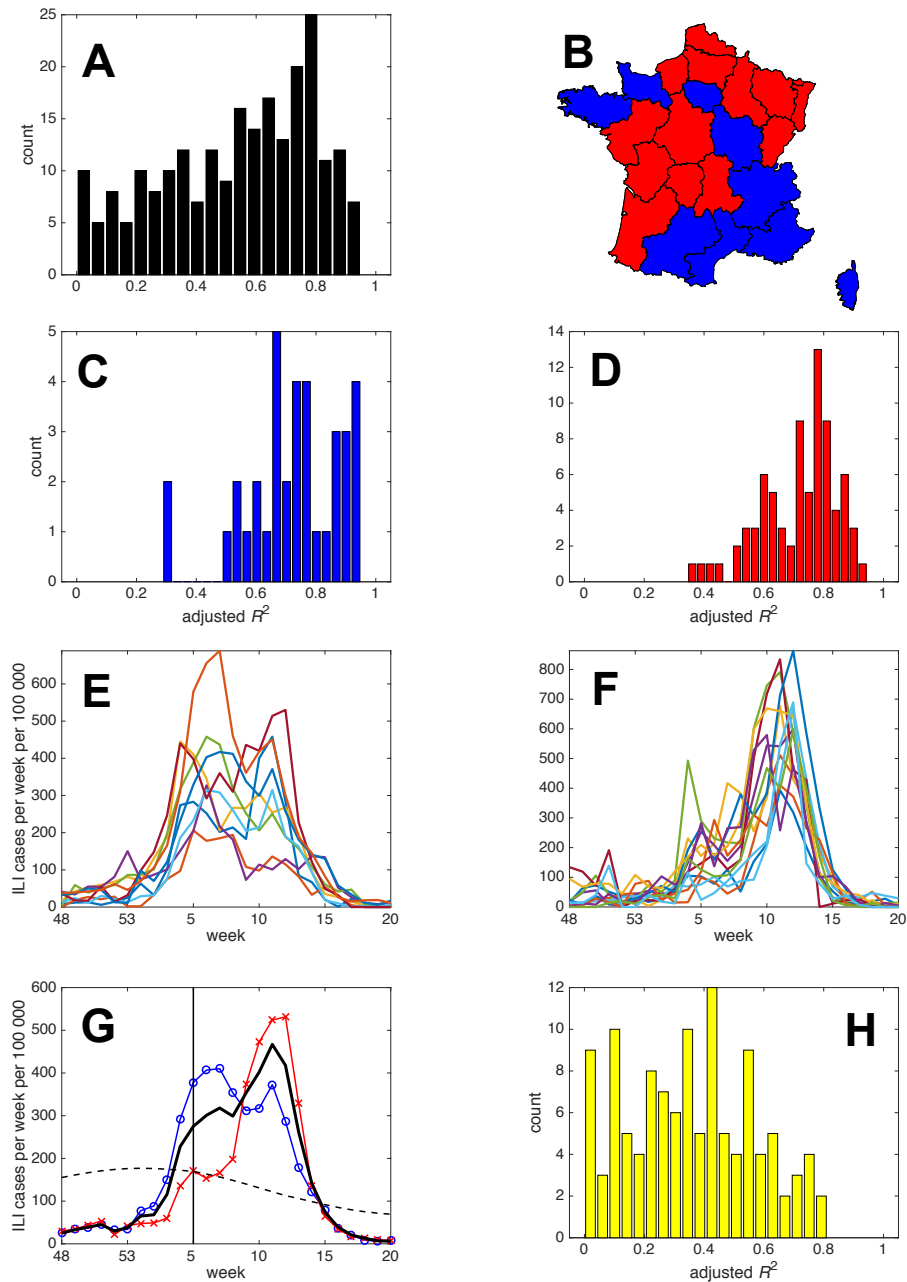 A
count
25
20
15
10
5
0
0 0.2 0.4 0.6 0.8 1
B
C
count
5
4
3
2
1
0
0 0.2 0.4 0.6 0.8 1
adjusted R²
D
14
12
10
8
6
4
2
0
0 0.2 0.4 0.6 0.8 1
adjusted R²
E
ILI cases per week per 100 000
600
500
400
300
200
100
0
48 53 5 10 15 20
week
F
800
700
600
500
400
300
200
100
0
48 53 5 10 15 20
week
G
ILI cases per week per 100 000
600
500
400
300
200
100
0
48 53 5 10 15 20
week
H
count
12
10
8
6
4
2
0
0 0.2 0.4 0.6 0.8 1
adjusted R²